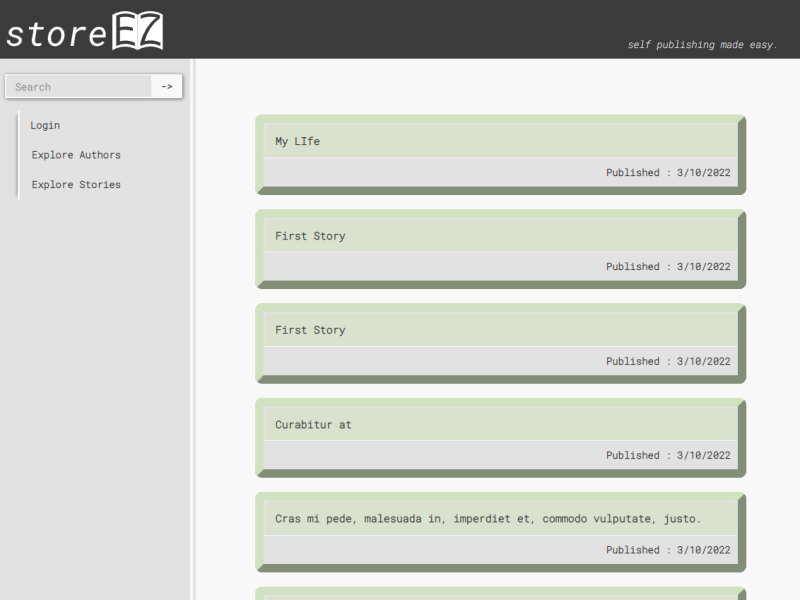 storeEZ
self publishing made easy.
Search
->
Login
Explore Authors
Explore Stories
My LIfe
Published : 3/10/2022
First Story
Published : 3/10/2022
First Story
Published : 3/10/2022
Curabitur at
Published : 3/10/2022
Cras mi pede, malesuada in, imperdiet et, commodo vulputate, justo.
Published : 3/10/2022